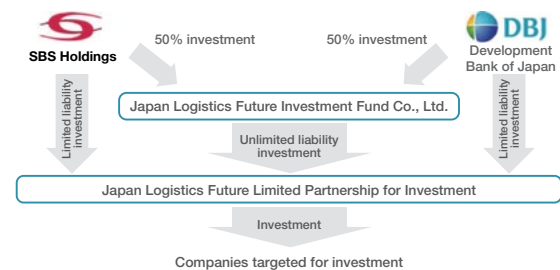 SBS Holdings
50% investment
50% investment
DBJ
Development
Bank of Japan
Limited liability
investment
Japan Logistics Future Investment Fund Co., Ltd.
Unlimited liability
investment
Limited liability
investment
Japan Logistics Future Limited Partnership for Investment
Investment
Companies targeted for investment